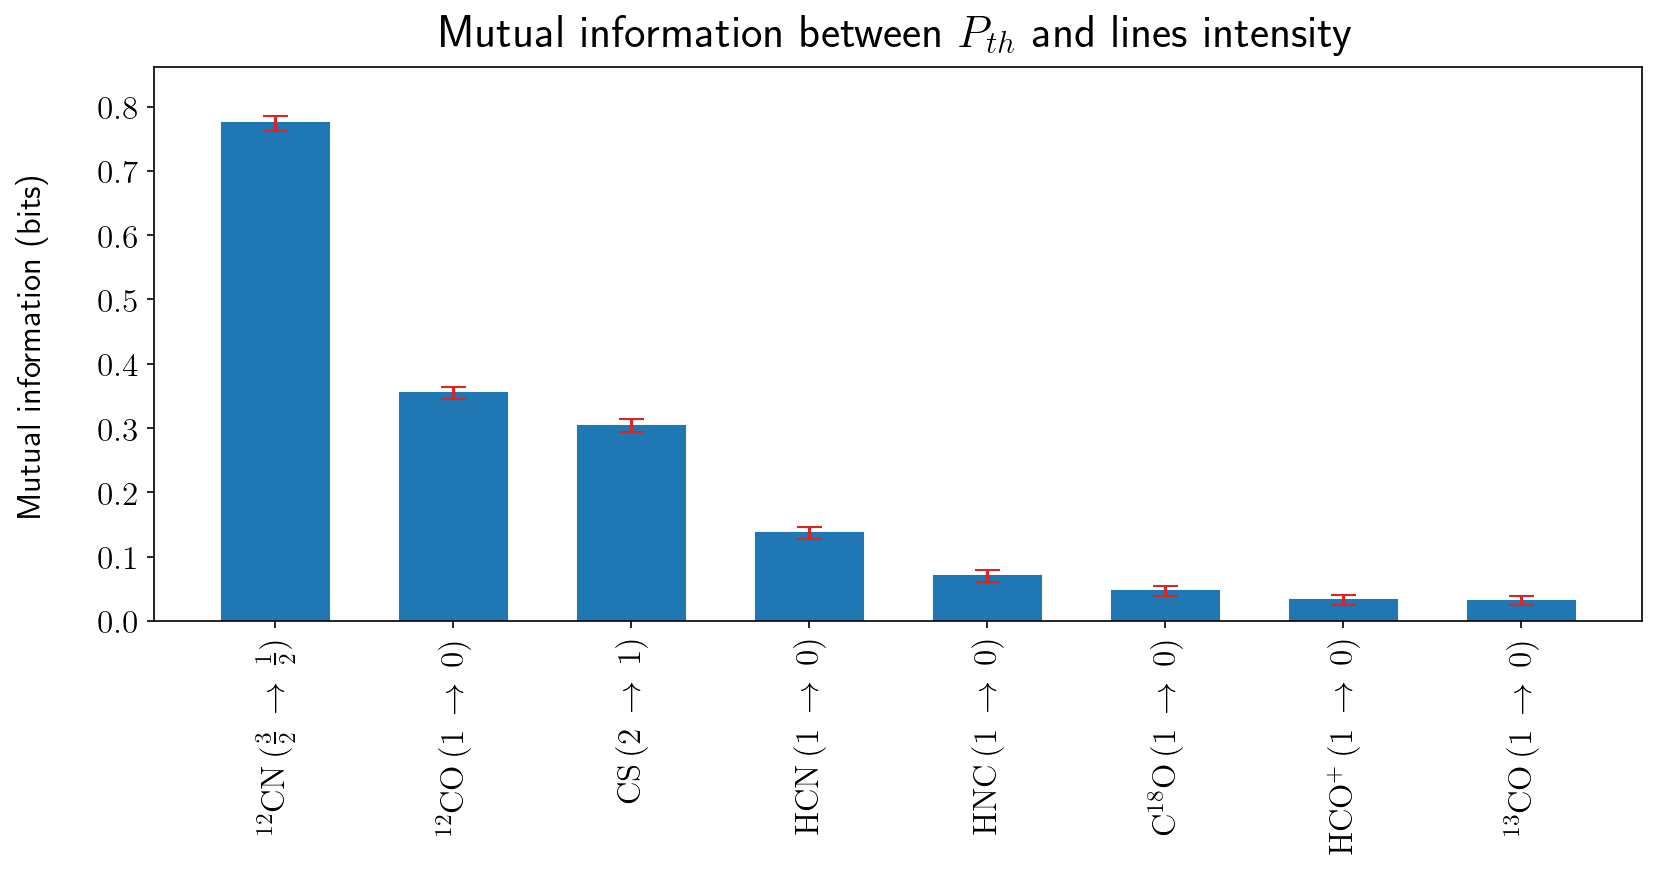 Mutual information between P_th and lines intensity
Mutual information (bits)
0.8
0.7
0.6
0.5
0.4
0.3
0.2
0.1
0.0
¹²CN (3/2 → 1/2)
¹²CO (1 → 0)
CS (2 → 1)
HCN (1 → 0)
HNC (1 → 0)
C¹⁸O (1 → 0)
HCO⁺ (1 → 0)
¹³CO (1 → 0)